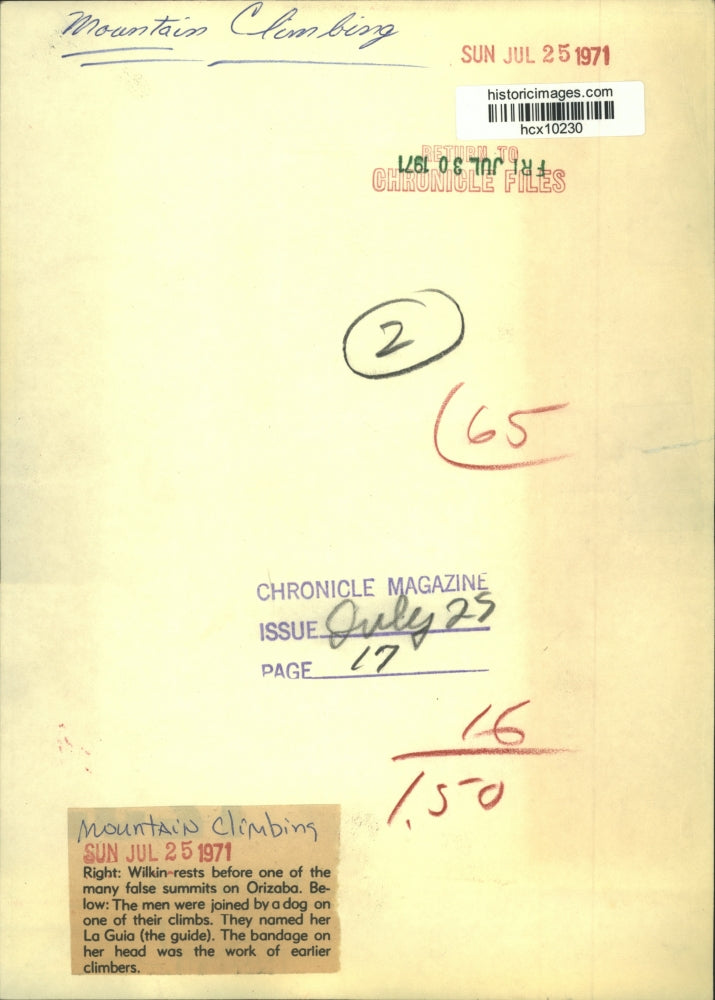 Mountain Climbing
SUN JUL 25 1971
historicimages.com
hcx10230
RETURN TO
FRI JUL 30 1971
CHRONICLE FILES
2
65
CHRONICLE MAGAZINE
ISSUE July 25
PAGE 17
16
1.50
Mountain Climbing
SUN JUL 25 1971
Right: Wilkin rests before one of the
many false summits on Orizaba. Be-
low: The men were joined by a dog on
one of their climbs. They named her
La Guia (the guide). The bandage on
her head was the work of earlier
climbers.